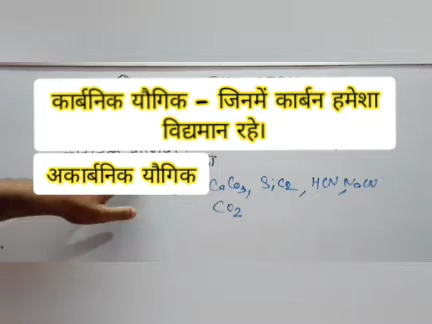 कार्बनिक यौगिक – जिनमें कार्बन हमेशा
विद्यमान रहे।
अकार्बनिक यौगिक
CaCO3, SiC2, HCN, NaCN
CO2